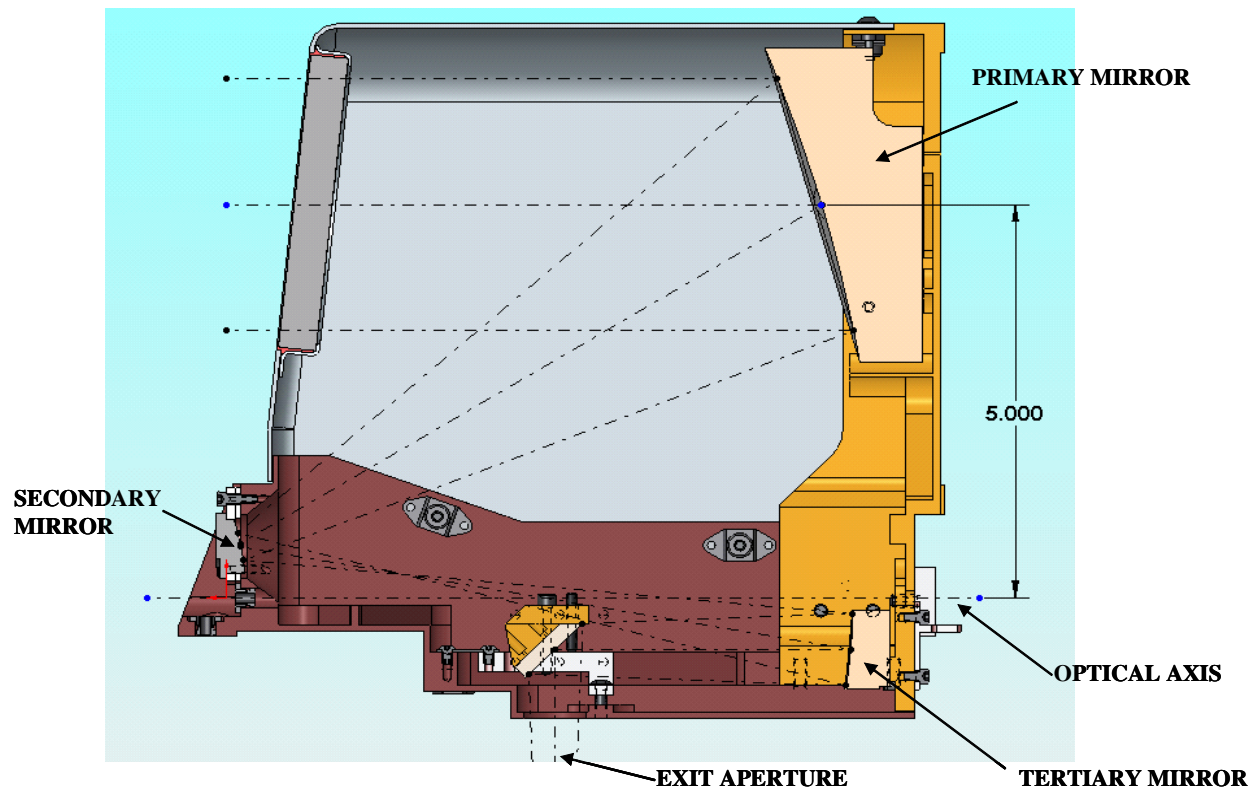 PRIMARY MIRROR
5.000
SECONDARY
MIRROR
OPTICAL AXIS
EXIT APERTURE
TERTIARY MIRROR